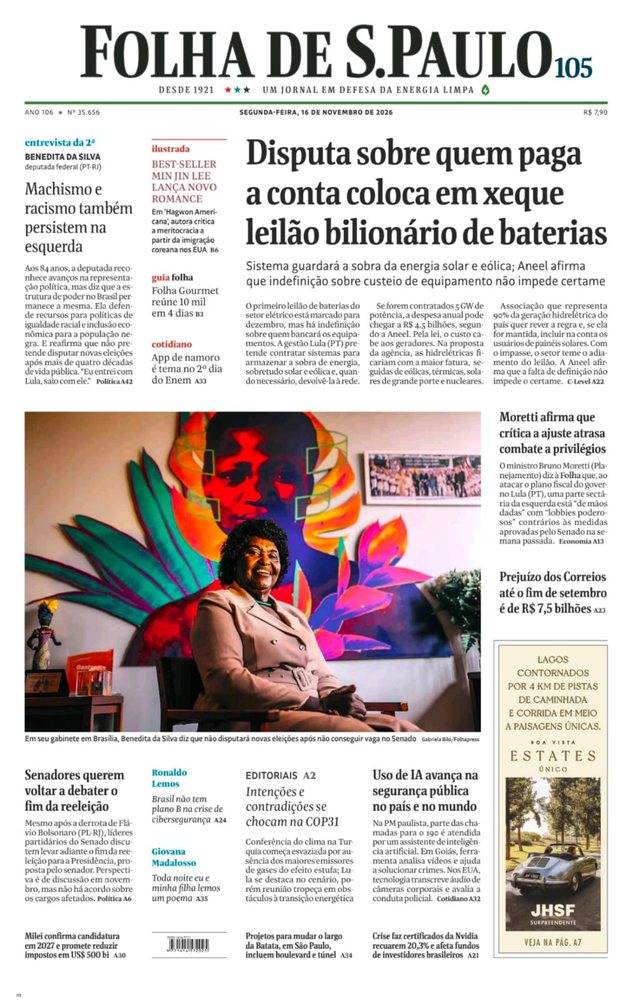 FOLHA DE S.PAULO 105
DESDE 1921 ★★★ UM JORNAL EM DEFESA DA ENERGIA LIMPA
ANO 106 ★ Nº 35.656
SEGUNDA-FEIRA, 16 DE NOVEMBRO DE 2026
R$ 7,90
entrevista da 2ª
BENEDITA DA SILVA
deputada federal (PT-RJ)
Machismo e
racismo também
persistem na
esquerda
Aos 84 anos, a deputada reco-
nhece avanços na representa-
ção política, mas diz que a es-
trutura de poder no Brasil per-
manece a mesma. Ela defen-
de recursos para políticas de
igualdade racial e inclusão eco-
nômica para a população ne-
gra. E reafirma que não pre-
tende disputar novas eleições
após mais de quatro décadas
de vida pública. “Eu entrei com
Lula, saio com ele.” Política A42
ilustrada
BEST-SELLER
MIN JIN LEE
LANÇA NOVO
ROMANCE
Em ‘Hagwon Ameri-
cana’, autora critica
a meritocracia a
partir da imigração
coreana nos EUA B6
guia folha
Folha Gourmet
reúne 10 mil
em 4 dias B3
cotidiano
App de namoro
é tema no 2º dia
do Enem A33
Disputa sobre quem paga
a conta coloca em xeque
leilão bilionário de baterias
Sistema guardará a sobra da energia solar e eólica; Aneel afirma
que indefinição sobre custeio de equipamento não impede certame
O primeiro leilão de baterias do
setor elétrico está marcado para
dezembro, mas há indefinição
sobre quem bancará os equipa-
mentos. A gestão Lula (PT) pre-
tende contratar sistemas para
armazenar a sobra de energia,
sobretudo solar e eólica e, quan-
do necessário, devolvê-la à rede.
Se forem contratados 5 GW de
potência, a despesa anual pode
chegar a R$ 4,5 bilhões, segun-
do a Aneel. Pela lei, o custo ca-
be aos geradores. Na proposta
da agência, as hidrelétricas fi-
cariam com a maior fatura, se-
guidas de eólicas, térmicas, sola-
res de grande porte e nucleares.
Associação que representa
90% da geração hidrelétrica do
país quer rever a regra e, se ela
for mantida, incluir na conta os
usuários de painéis solares. Com
o impasse, o setor teme o adia-
mento do leilão. A Aneel afir-
ma que a falta de definição não
impede o certame. C-Level A22
Moretti afirma que
crítica a ajuste atrasa
combate a privilégios
O ministro Bruno Moretti (Pla-
nejamento) diz à Folha que, ao
atacar o plano fiscal do gover-
no Lula (PT), uma parte sectá-
ria da esquerda está “de mãos
dadas” com “lobbies podero-
sos” contrários às medidas
aprovadas pelo Senado na se-
mana passada. Economia A13
Prejuízo dos Correios
até o fim de setembro
é de R$ 7,5 bilhões A23
Em seu gabinete em Brasília, Benedita da Silva diz que não disputará novas eleições após não conseguir vaga no Senado Gabriela Biló/Folhapress
LAGOS
CONTORNADOS
POR 4 KM DE PISTAS
DE CAMINHADA
E CORRIDA EM MEIO
A PAISAGENS ÚNICAS.
BOA VISTA
ESTATES
ÚNICO
JHSF
SURPREENDENTE
VEJA NA PÁG. A7
Senadores querem
voltar a debater o
fim da reeleição
Mesmo após a derrota de Flá-
vio Bolsonaro (PL-RJ), líderes
partidários do Senado discu-
tem levar adiante o fim da ree-
leição para a Presidência, pro-
posta pelo senador. Perspecti-
va é de discussão em novem-
bro, mas não há acordo sobre
os cargos afetados. Política A6
Ronaldo
Lemos
Brasil não tem
plano B na crise de
cibersegurança A24
Giovana
Madalosso
Toda noite eu e
minha filha lemos
um poema A35
EDITORIAIS A2
Intenções e
contradições se
chocam na COP31
Conferência do clima na Tur-
quia começa esvaziada por au-
sência dos maiores emissores
de gases do efeito estufa; Lu-
la se destaca no cenário, po-
rém reunião tropeça em obs-
táculos à transição energética
Uso de IA avança na
segurança pública
no país e no mundo
Na PM paulista, parte das cha-
madas para o 190 é atendida
por um assistente de inteligên-
cia artificial. Em Goiás, ferra-
menta analisa vídeos e ajuda
a solucionar crimes. Nos EUA,
tecnologia transcreve áudio de
câmeras corporais e avalia a
conduta policial. Cotidiano A32
Milei confirma candidatura
em 2027 e promete reduzir
impostos em US$ 500 bi A30
Projetos para mudar o largo
da Batata, em São Paulo,
incluem boulevard e túnel A34
Crise faz certificados da Nvidia
recuarem 20,3% e afeta fundos
de investidores brasileiros A21